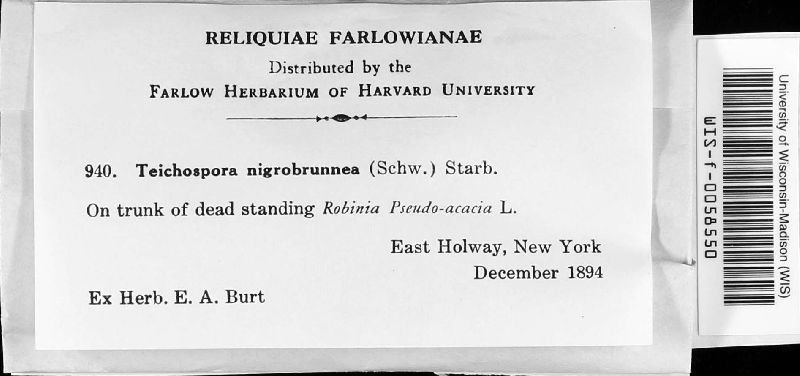 RELIQUIAE FARLOWIANAE
Distributed by the
FARLOW HERBARIUM OF HARVARD UNIVERSITY
940. Teichospora nigrobrunnea (Schw.) Starb.
On trunk of dead standing Robinia Pseudo-acacia L.
East Holway, New York
December 1894
Ex Herb. E. A. Burt
University of Wisconsin-Madison (WIS)
WIS-f-0058550